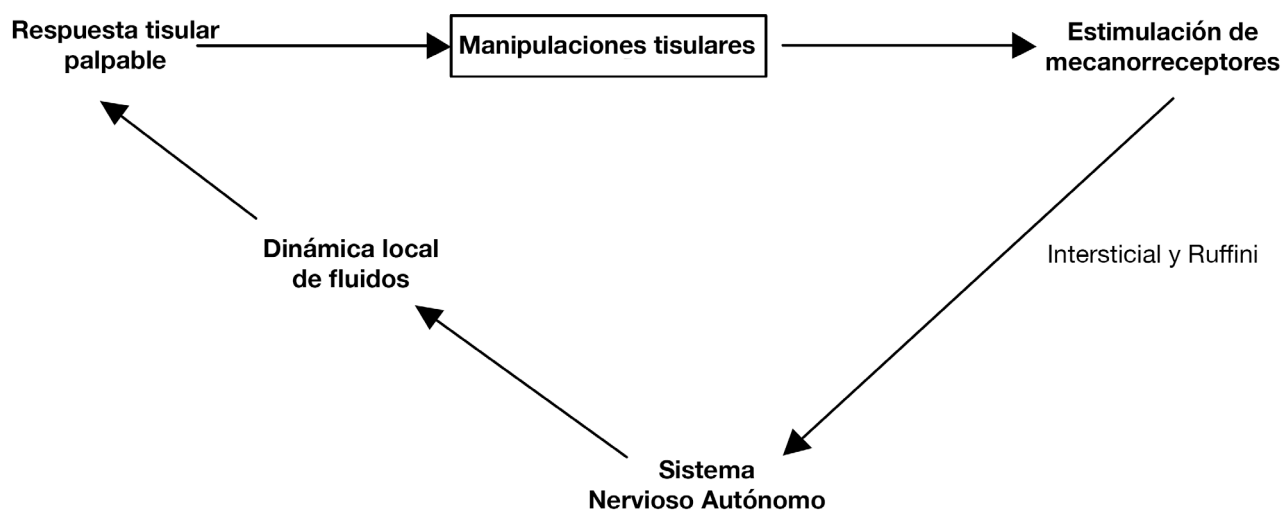 Respuesta tisular
palpable
Manipulaciones tisulares
Estimulación de
mecanorreceptores
Intersticial y Ruffini
Dinámica local
de fluidos
Sistema
Nervioso Autónomo